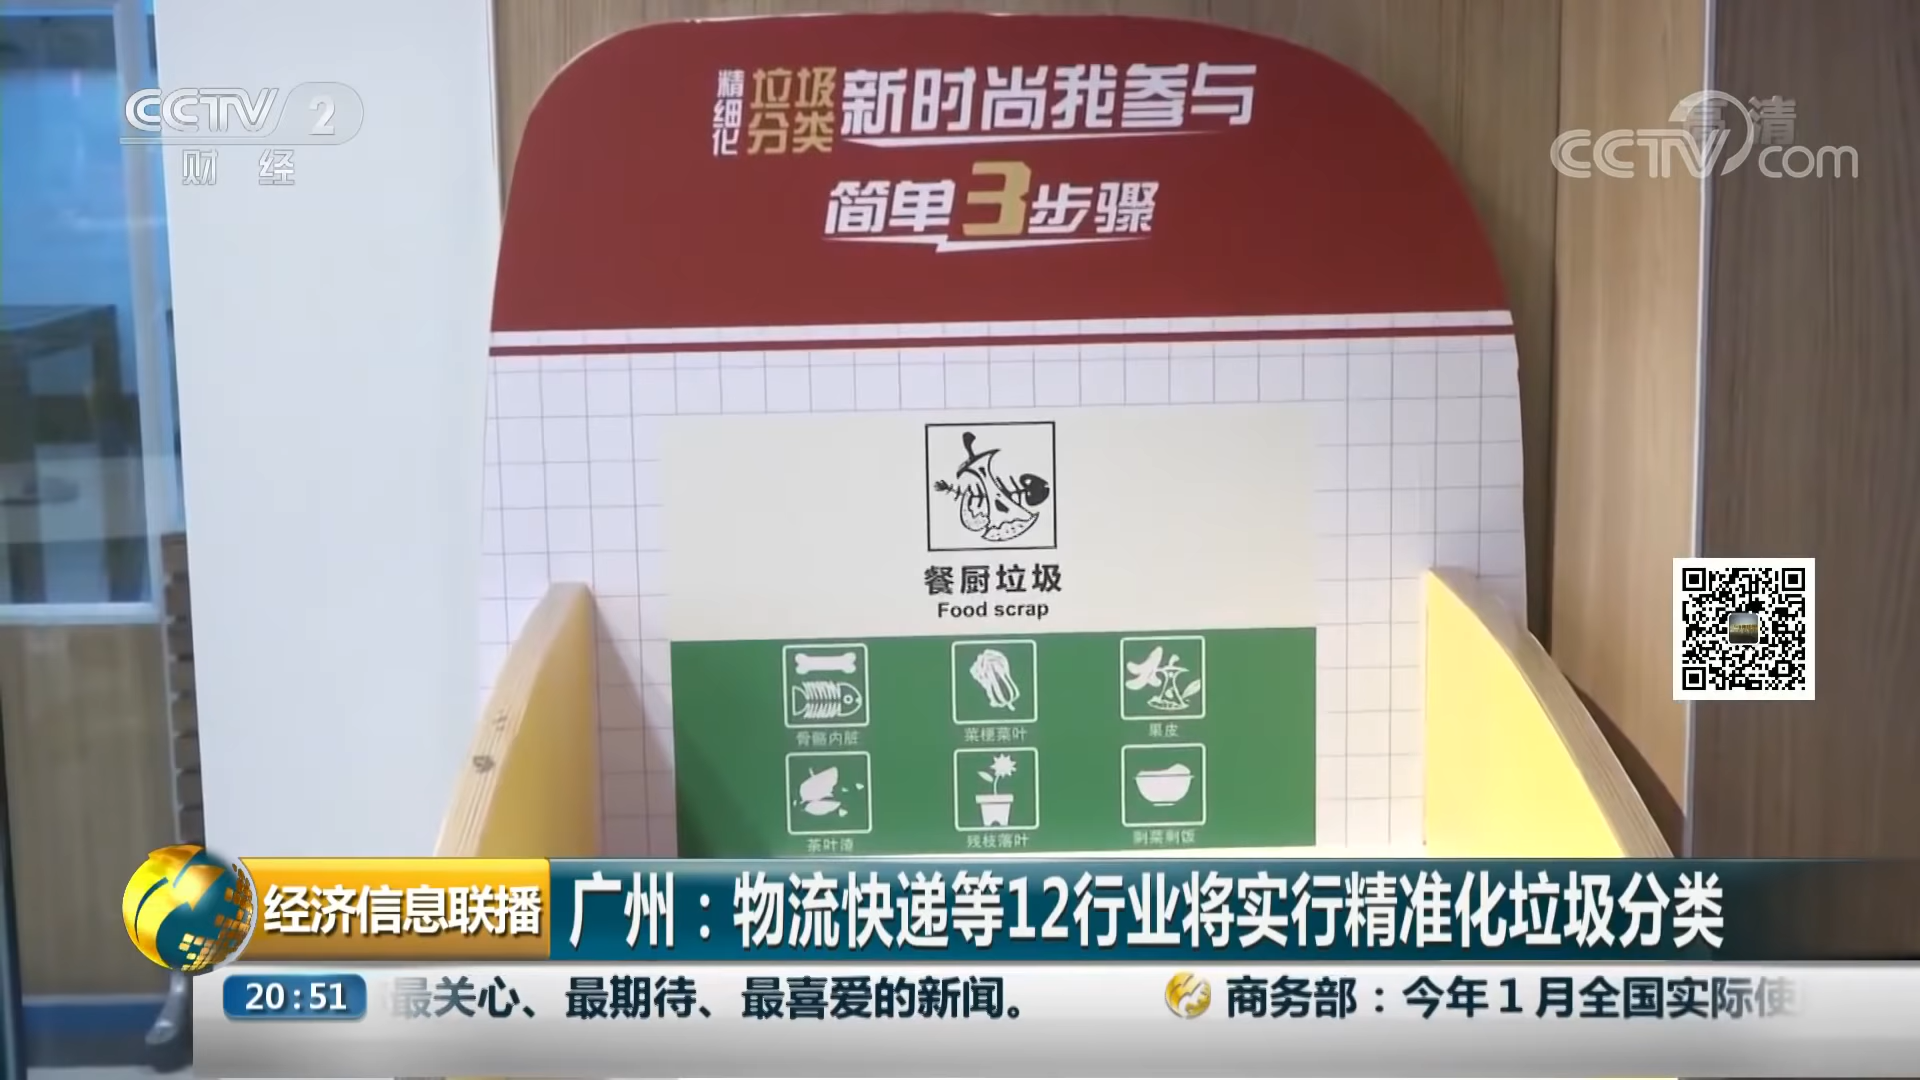 CCTV 2
财经
高清
CCTV.com
精细化 垃圾分类 新时尚我参与
简单3步骤
餐厨垃圾
Food scrap
骨骼内脏
菜梗菜叶
果皮
茶叶渣
残枝落叶
剩菜剩饭
经济信息联播
广州：物流快递等12行业将实行精准化垃圾分类
20:51
最关心、最期待、最喜爱的新闻。
商务部：今年1月全国实际使